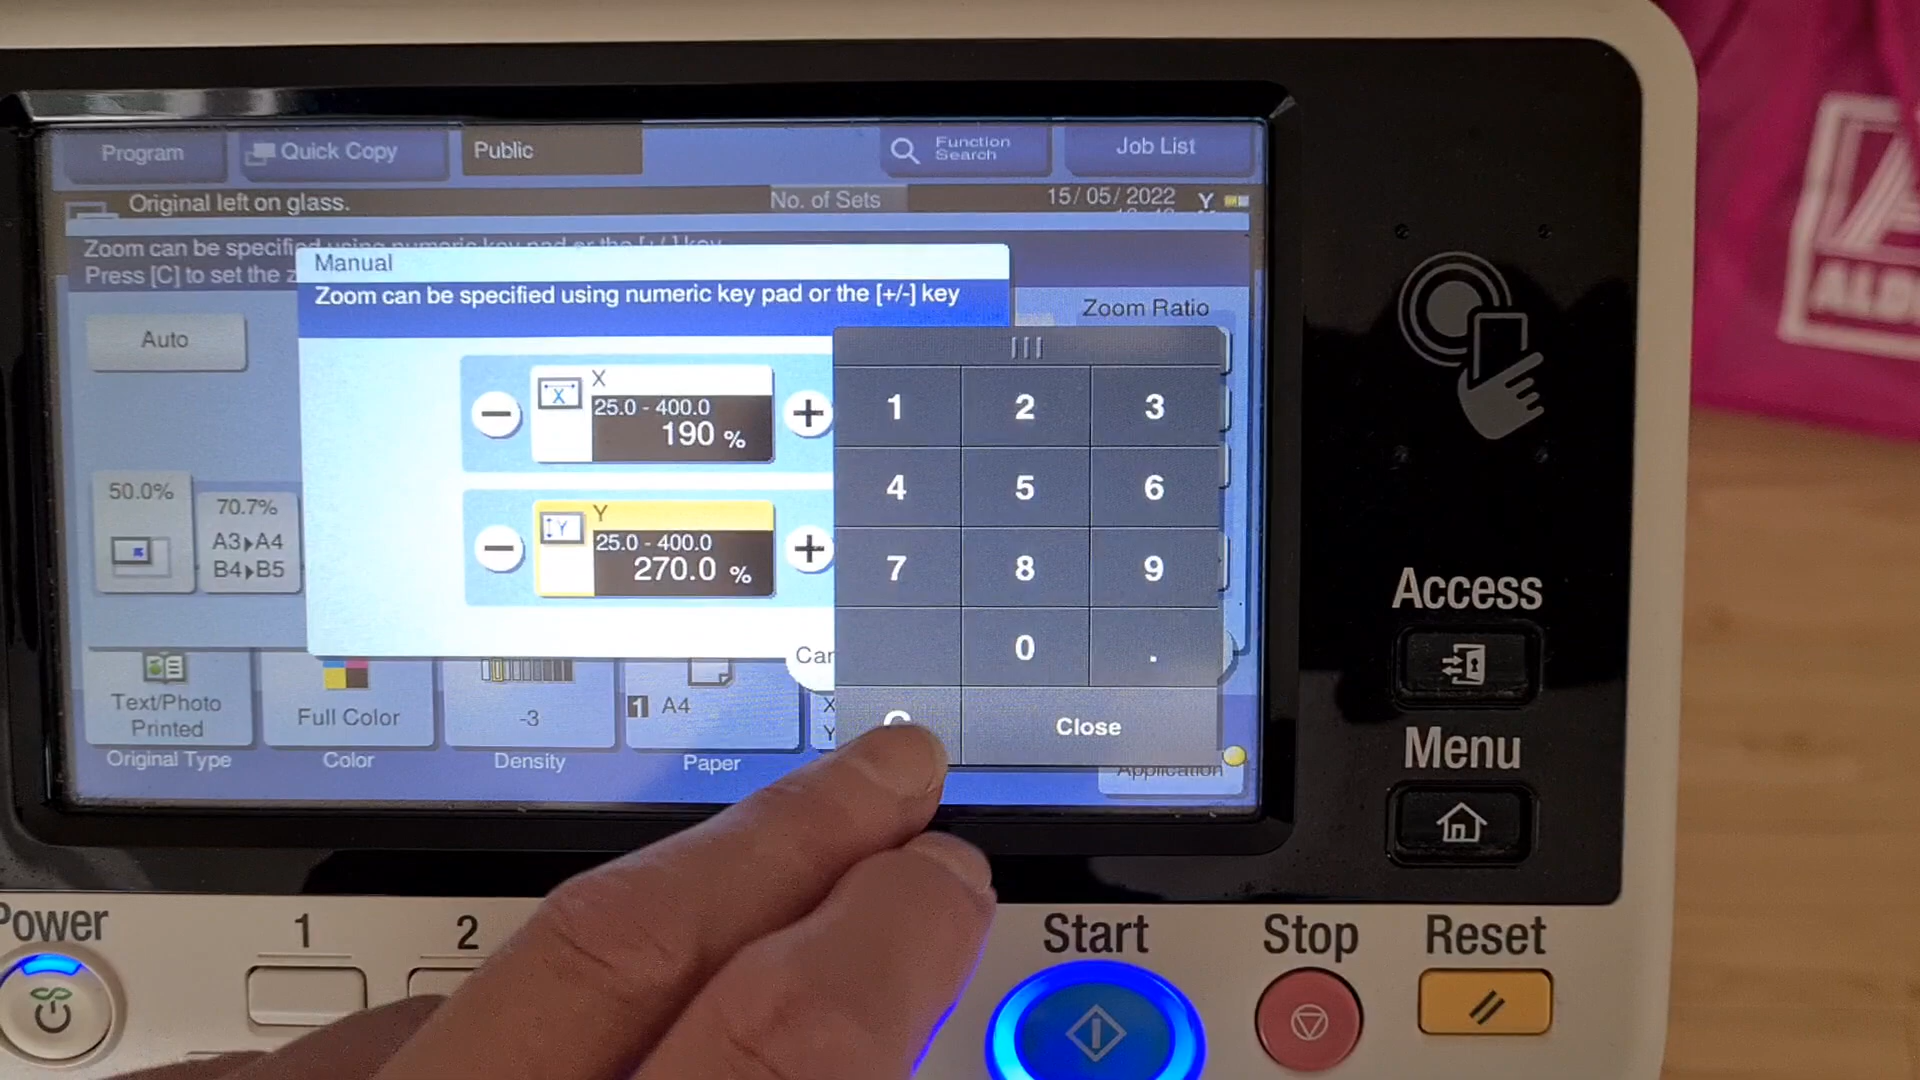 Program
Quick Copy
Public
Function
Search
Job List
Original left on glass.
No. of Sets
15/05/2022
Y
Zoom can be specified using numeric key pad or the [+/-] key
Press [C] to set the z
Manual
Zoom can be specified using numeric key pad or the [+/-] key
Zoom Ratio
Auto
X
X
25.0 - 400.0
190 %
Y
Y
25.0 - 400.0
270.0 %
50.0%
70.7%
A3▸A4
B4▸B5
1 2 3
4 5 6
7 8 9
0 .
C Close
Can
Text/Photo
Printed
Original Type
Full Color
Color
-3
Density
1 A4
Paper
X
Y
Application
Access
Menu
Power
1
2
Start
Stop
Reset